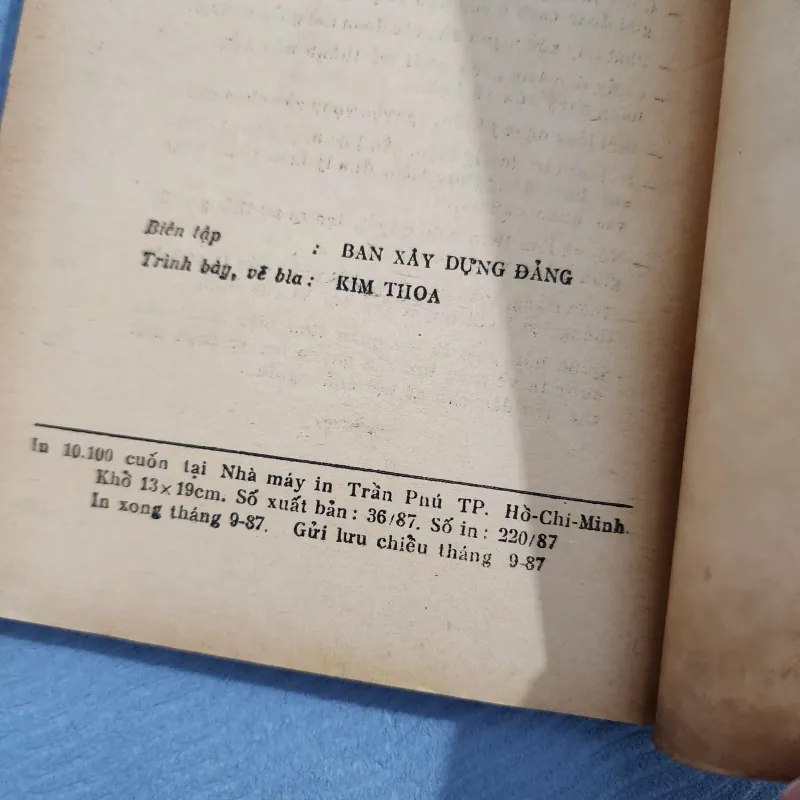 Biên tập : BAN XÂY DỰNG ĐẢNG
Trình bày, vẽ bìa : KIM THOA
In 10.100 cuốn tại Nhà máy in Trần Phú TP. Hồ-Chí-Minh.
Khổ 13×19cm. Số xuất bản : 36/87. Số in : 220/87
In xong tháng 9-87. Gửi lưu chiều tháng 9-87